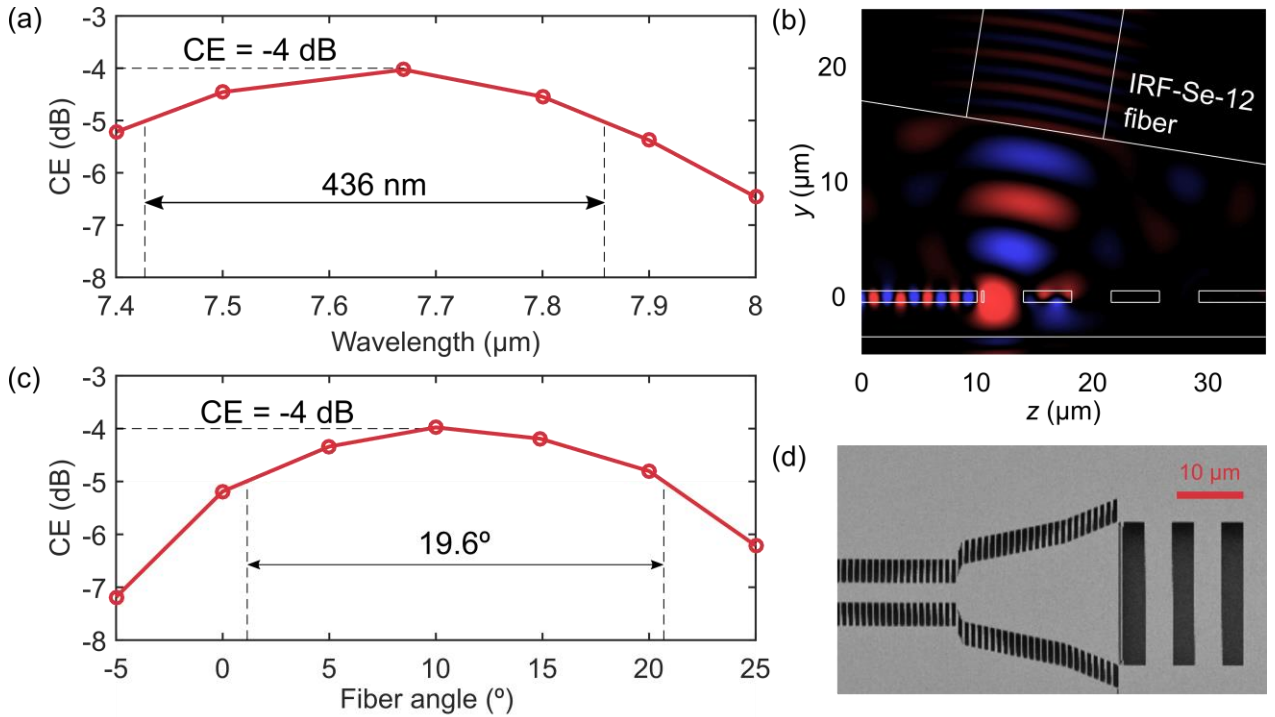 (a)
-3
-4
-5
-6
-7
-8
CE (dB)
CE = -4 dB
436 nm
7.4 7.5 7.6 7.7 7.8 7.9 8
Wavelength (µm)
(b)
20
10
0
y (µm)
IRF-Se-12
fiber
0 10 20 30
z (µm)
(c)
-3
-4
-5
-6
-7
-8
CE (dB)
CE = -4 dB
19.6º
-5 0 5 10 15 20 25
Fiber angle (º)
(d)
10 µm